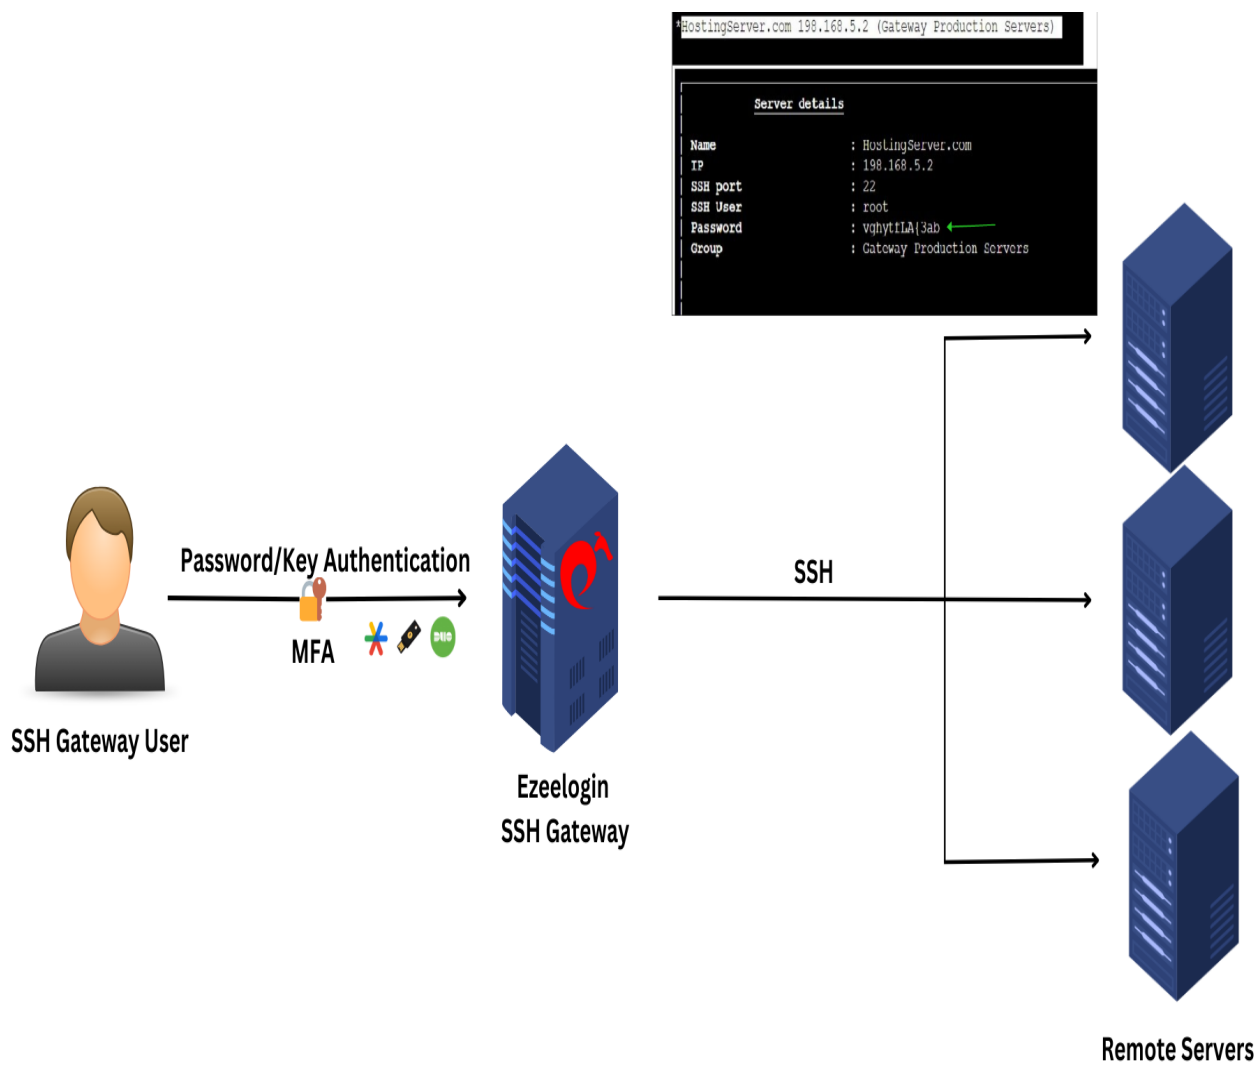 *HostingServer.com 198.168.5.2 (Gateway Production Servers)
Server details
Name : HostingServer.com
IP : 198.168.5.2
SSH port : 22
SSH User : root
Password : vghytfLA{3ab
Group : Gateway Production Servers
Password/Key Authentication
MFA
DUO
SSH
SSH Gateway User
Ezeelogin
SSH Gateway
Remote Servers